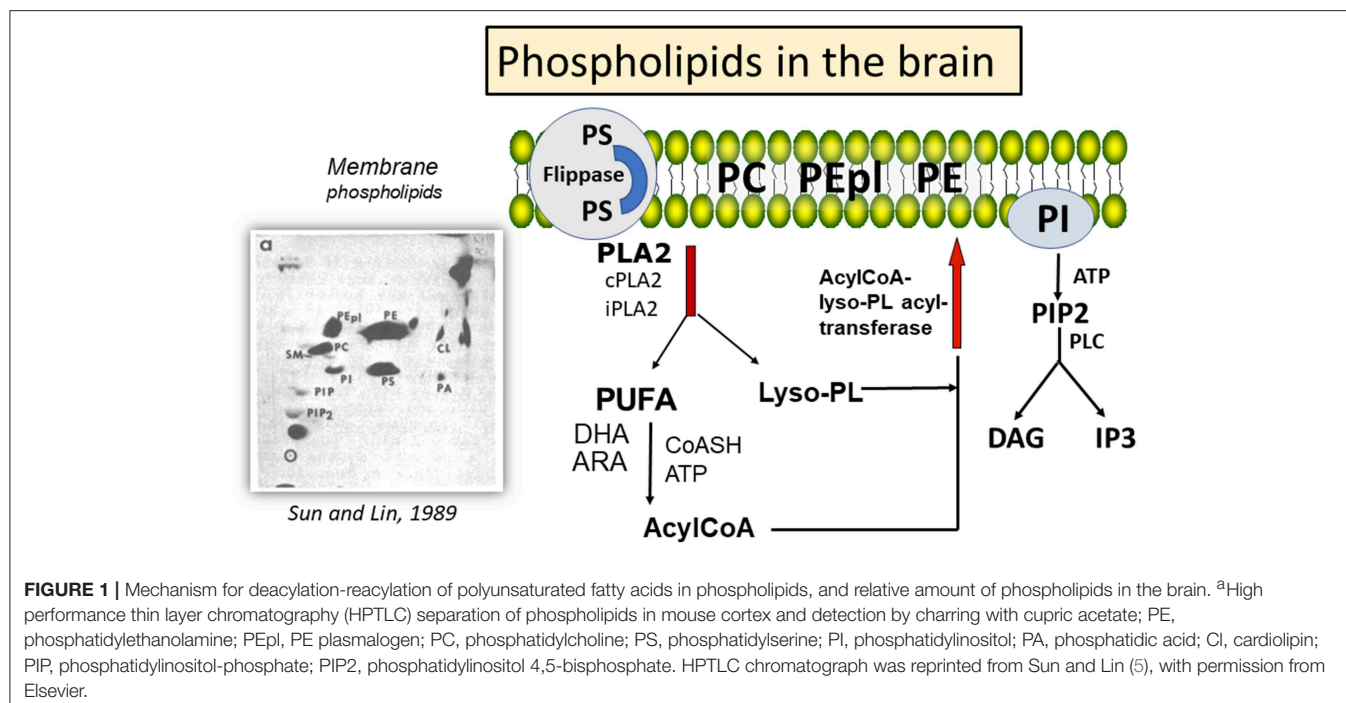 Phospholipids in the brain
Membrane
phospholipids
PS
Flippase
PS
PC PEpl PE
PI
a
PEpl
PE
SM
PC
CL
PI
PS
PA
PIP
PIP2
Sun and Lin, 1989
PLA2
cPLA2
iPLA2
PUFA
DHA
ARA
CoASH
ATP
AcylCoA
Lyso-PL
AcylCoA-
lyso-PL acyl-
transferase
ATP
PIP2
PLC
DAG
IP3
FIGURE 1 | Mechanism for deacylation-reacylation of polyunsaturated fatty acids in phospholipids, and relative amount of phospholipids in the brain. aHigh
performance thin layer chromatography (HPTLC) separation of phospholipids in mouse cortex and detection by charring with cupric acetate; PE,
phosphatidylethanolamine; PEpl, PE plasmalogen; PC, phosphatidylcholine; PS, phosphatidylserine; PI, phosphatidylinositol; PA, phosphatidic acid; Cl, cardiolipin;
PIP, phosphatidylinositol-phosphate; PIP2, phosphatidylinositol 4,5-bisphosphate. HPTLC chromatograph was reprinted from Sun and Lin (5), with permission from
Elsevier.